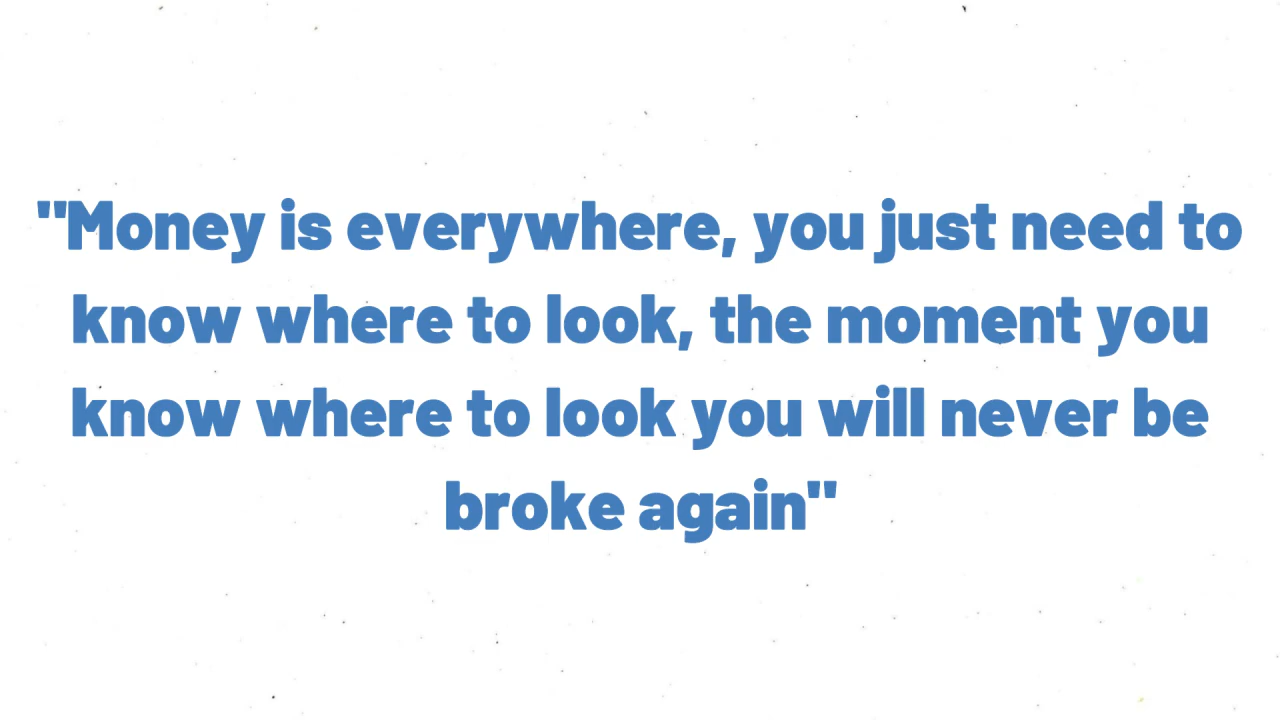 "Money is everywhere, you just need to
know where to look, the moment you
know where to look you will never be
broke again"